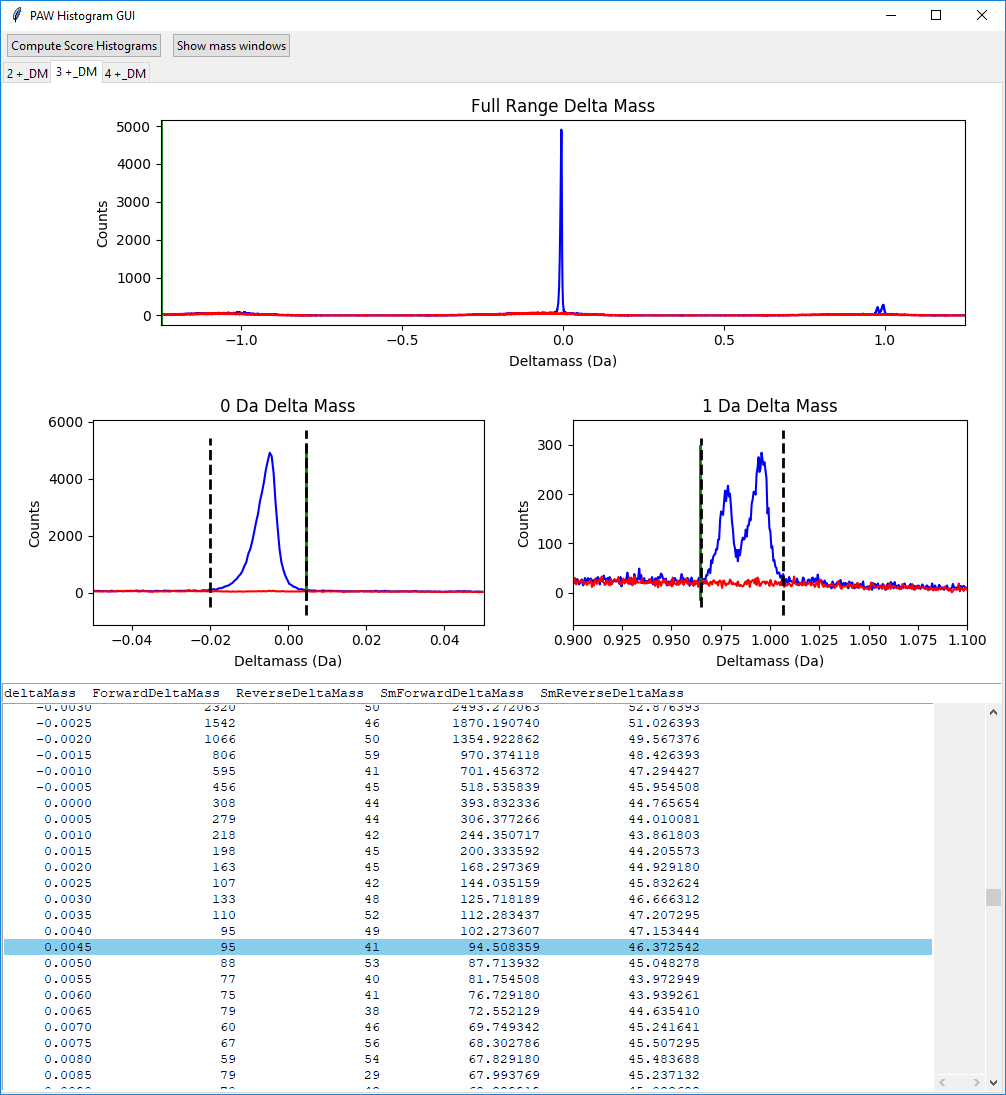 PAW Histogram GUI
Compute Score Histograms Show mass windows
2 +_DM 3 +_DM 4 +_DM
Full Range Delta Mass
5000
4000
3000
2000
1000
0
Counts
−1.0 −0.5 0.0 0.5 1.0
Deltamass (Da)
0 Da Delta Mass
6000
4000
2000
0
Counts
−0.04 −0.02 0.00 0.02 0.04
Deltamass (Da)
1 Da Delta Mass
300
200
100
0
Counts
0.900 0.925 0.950 0.975 1.000 1.025 1.050 1.075 1.100
Deltamass (Da)
deltaMass ForwardDeltaMass ReverseDeltaMass SmForwardDeltaMass SmReverseDeltaMass
-0.0030 2320 50 2493.272063 52.876393
-0.0025 1542 46 1870.190740 51.026393
-0.0020 1066 50 1354.922862 49.567376
-0.0015 806 59 970.374118 48.426393
-0.0010 595 41 701.456372 47.294427
-0.0005 456 45 518.535839 45.954508
0.0000 308 44 393.832336 44.765654
0.0005 279 44 306.377266 44.010081
0.0010 218 42 244.350717 43.861803
0.0015 198 45 200.333592 44.205573
0.0020 163 45 168.297369 44.929180
0.0025 107 42 144.035159 45.832624
0.0030 133 48 125.718189 46.666312
0.0035 110 52 112.283437 47.207295
0.0040 95 49 102.273607 47.153444
0.0045 95 41 94.508359 46.372542
0.0050 88 53 87.713932 45.048278
0.0055 77 40 81.754508 43.972949
0.0060 75 41 76.729180 43.939261
0.0065 79 38 72.552129 44.635410
0.0070 60 46 69.749342 45.241641
0.0075 67 56 68.302786 45.507295
0.0080 59 54 67.829180 45.483688
0.0085 79 29 67.993769 45.237132